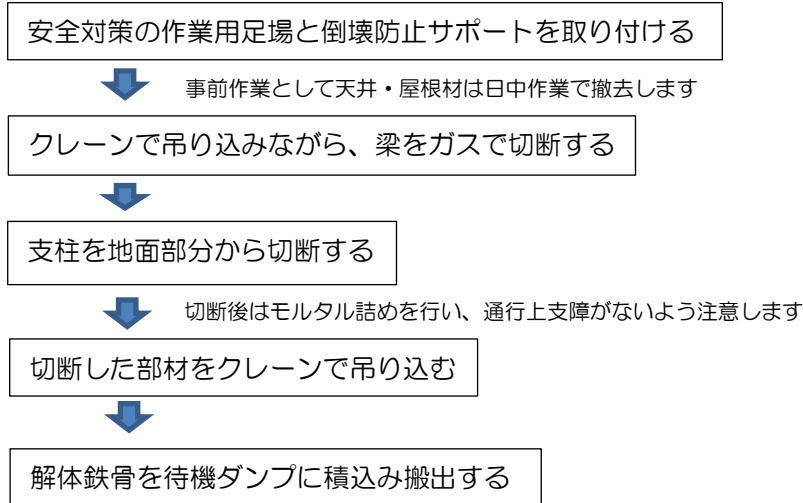 安全対策の作業用足場と倒壊防止サポートを取り付ける
事前作業として天井・屋根材は日中作業で撤去します
クレーンで吊り込みながら、梁をガスで切断する
支柱を地面部分から切断する
切断後はモルタル詰めを行い、通行上支障がないよう注意します
切断した部材をクレーンで吊り込む
解体鉄骨を待機ダンプに積込み搬出する